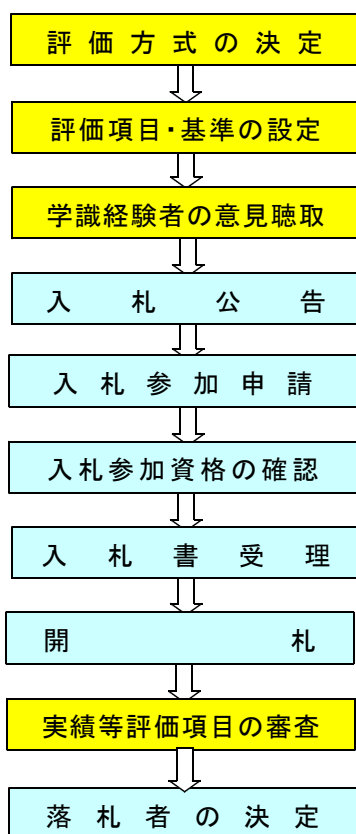 評価方式の決定
評価項目・基準の設定
学識経験者の意見聴取
入札公告
入札参加申請
入札参加資格の確認
入札書受理
開札
実績等評価項目の審査
落札者の決定